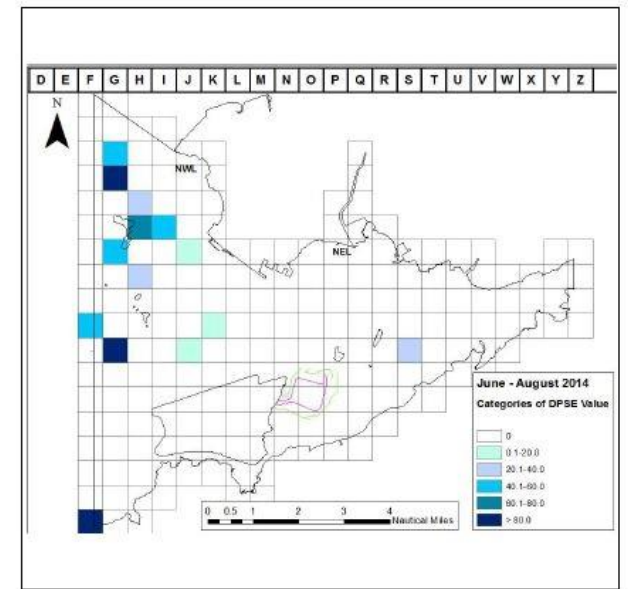 D E F G H I J K L M N O P Q R S T U V W X Y Z
N
NWL
NEL
June - August 2014
Categories of DPSE Value
0
0.1-20.0
20.1-40.0
40.1-60.0
60.1-80.0
> 80.0
0 0.5 1 2 3 4
Nautical Miles